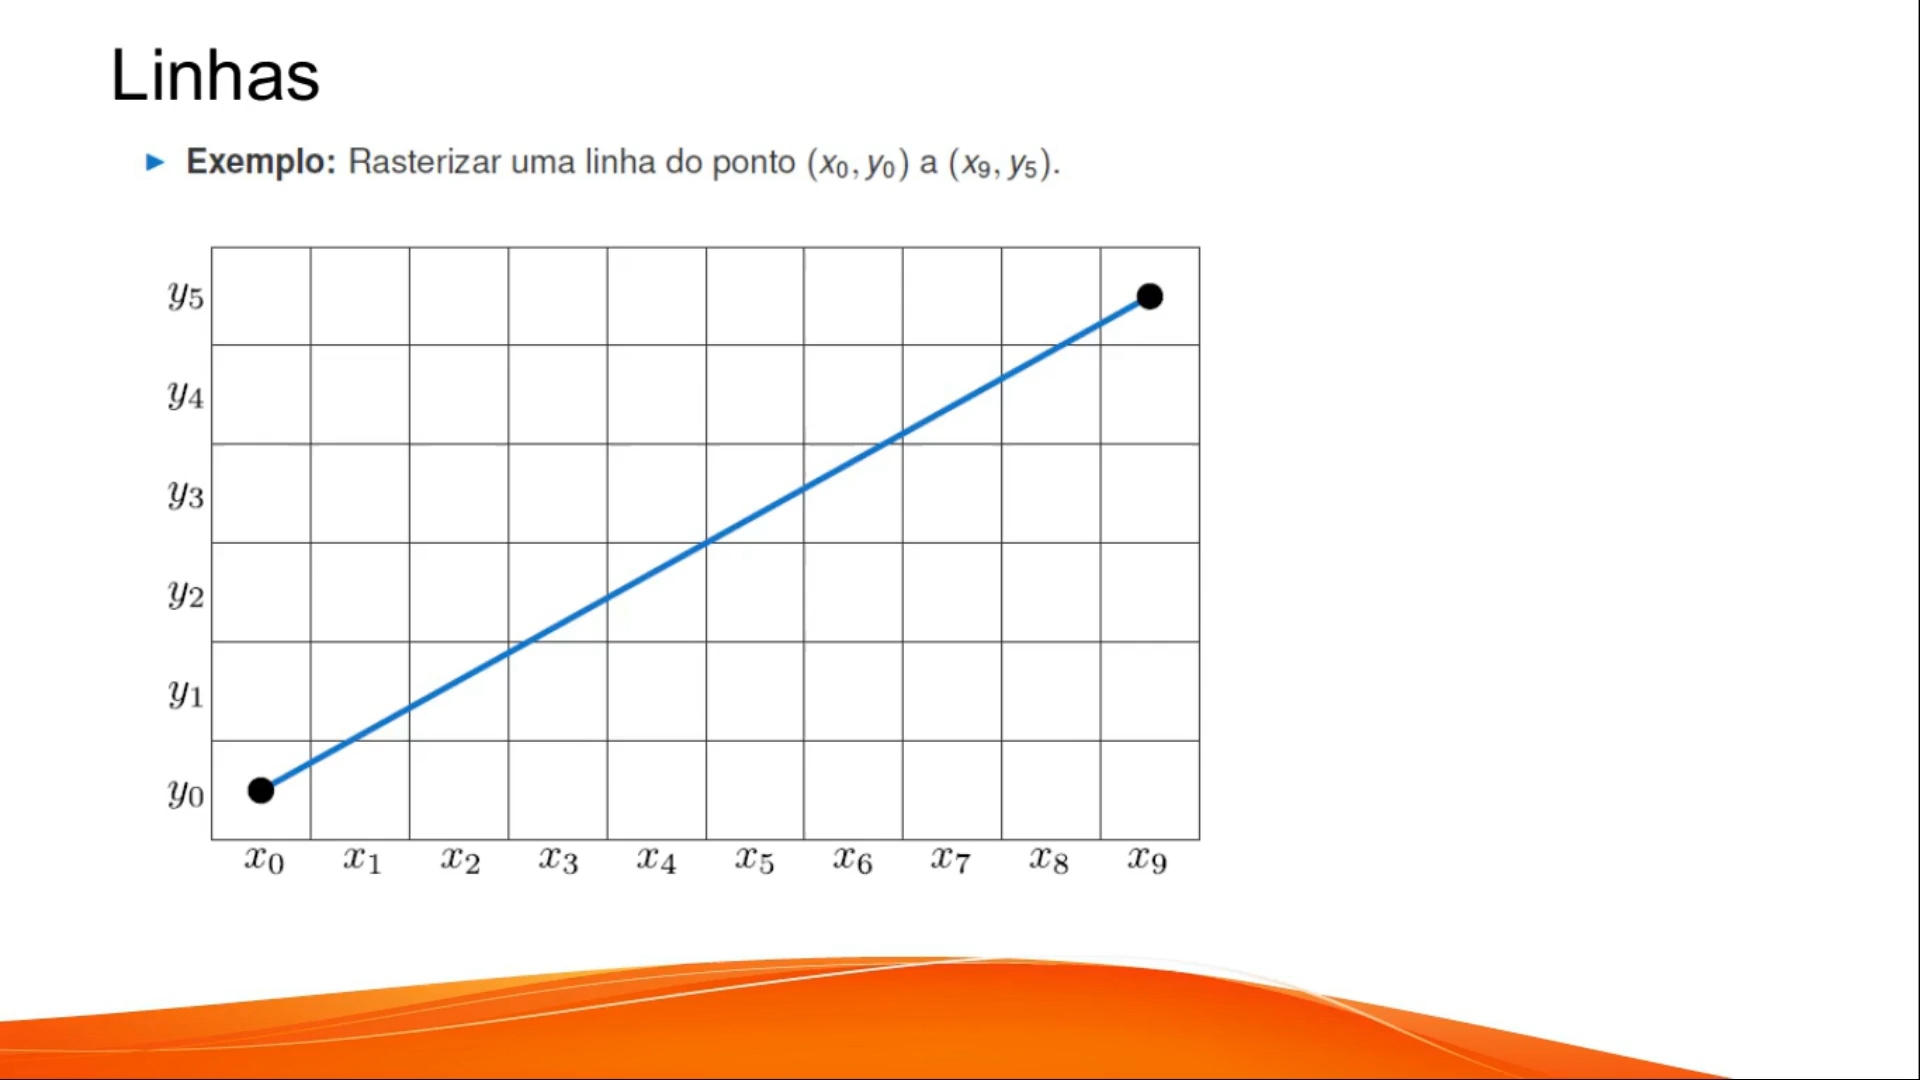 Linhas
▶ Exemplo: Rasterizar uma linha do ponto (x₀, y₀) a (x₉, y₅).
y₅
y₄
y₃
y₂
y₁
y₀
x₀ x₁ x₂ x₃ x₄ x₅ x₆ x₇ x₈ x₉